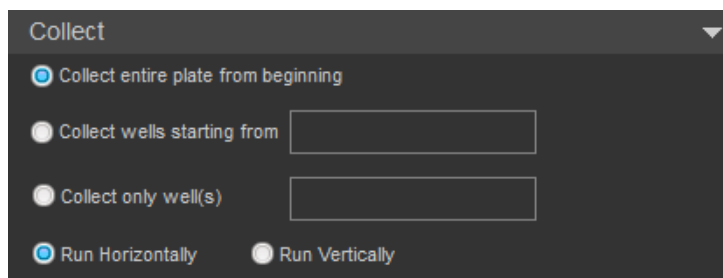 Collect
Collect entire plate from beginning
Collect wells starting from
Collect only well(s)
Run Horizontally Run Vertically